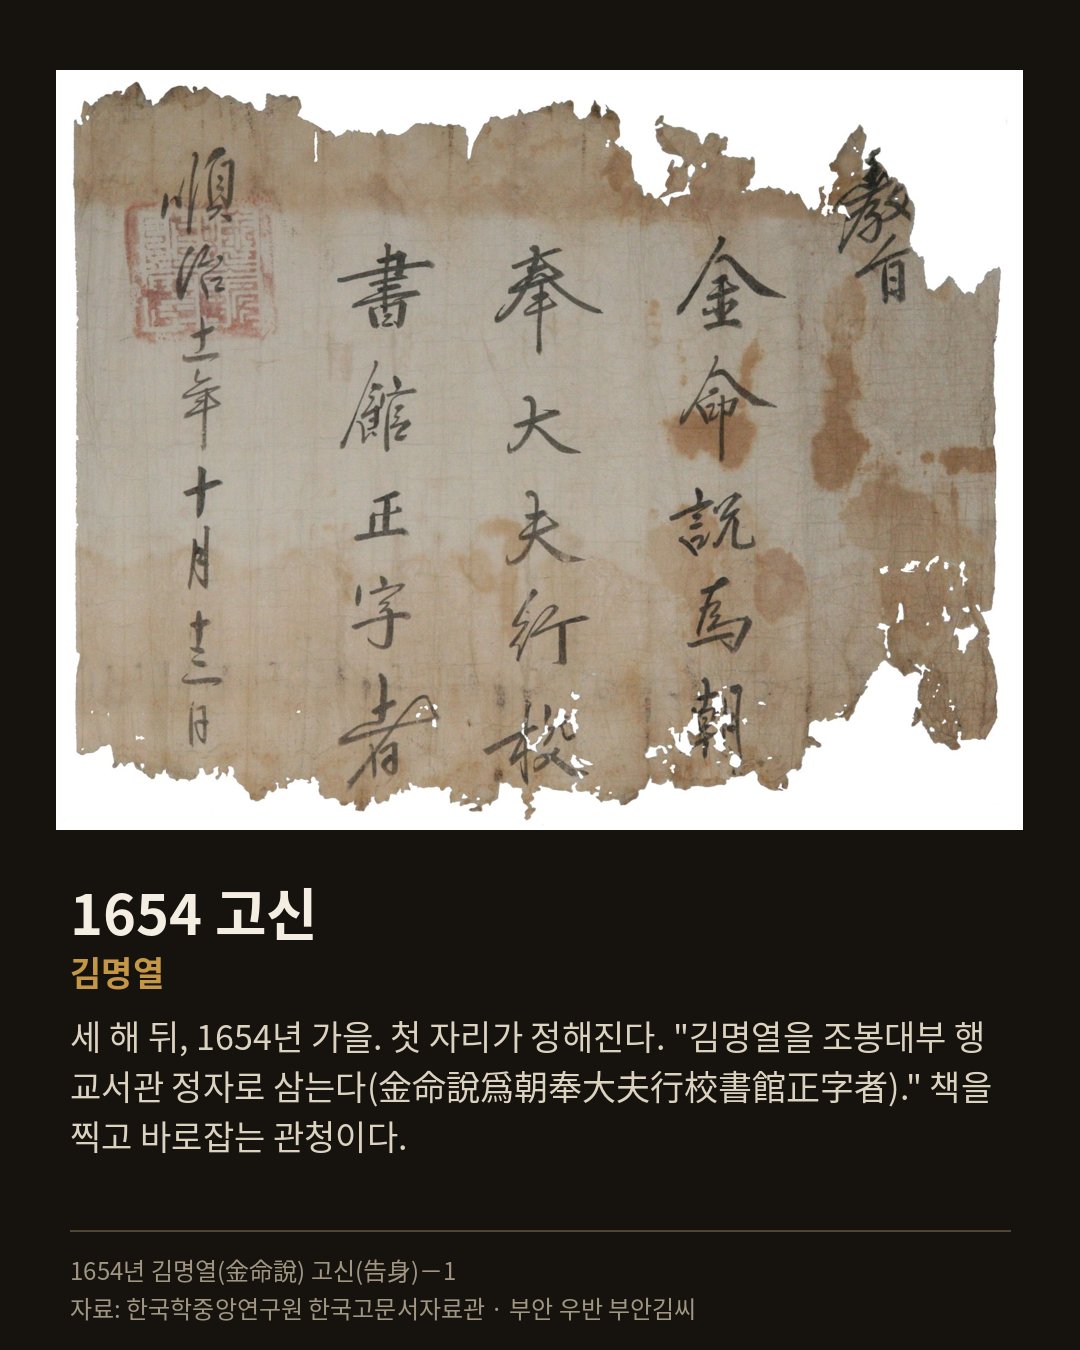 敎旨
金命說爲朝
奉大夫行校
書館正字者
順治十一年十月十三日
1654 고신
김명열
세 해 뒤, 1654년 가을. 첫 자리가 정해진다. "김명열을 조봉대부 행
교서관 정자로 삼는다(金命說爲朝奉大夫行校書館正字者)." 책을
찍고 바로잡는 관청이다.
1654년 김명열(金命說) 고신(告身)－1
자료: 한국학중앙연구원 한국고문서자료관 · 부안 우반 부안김씨